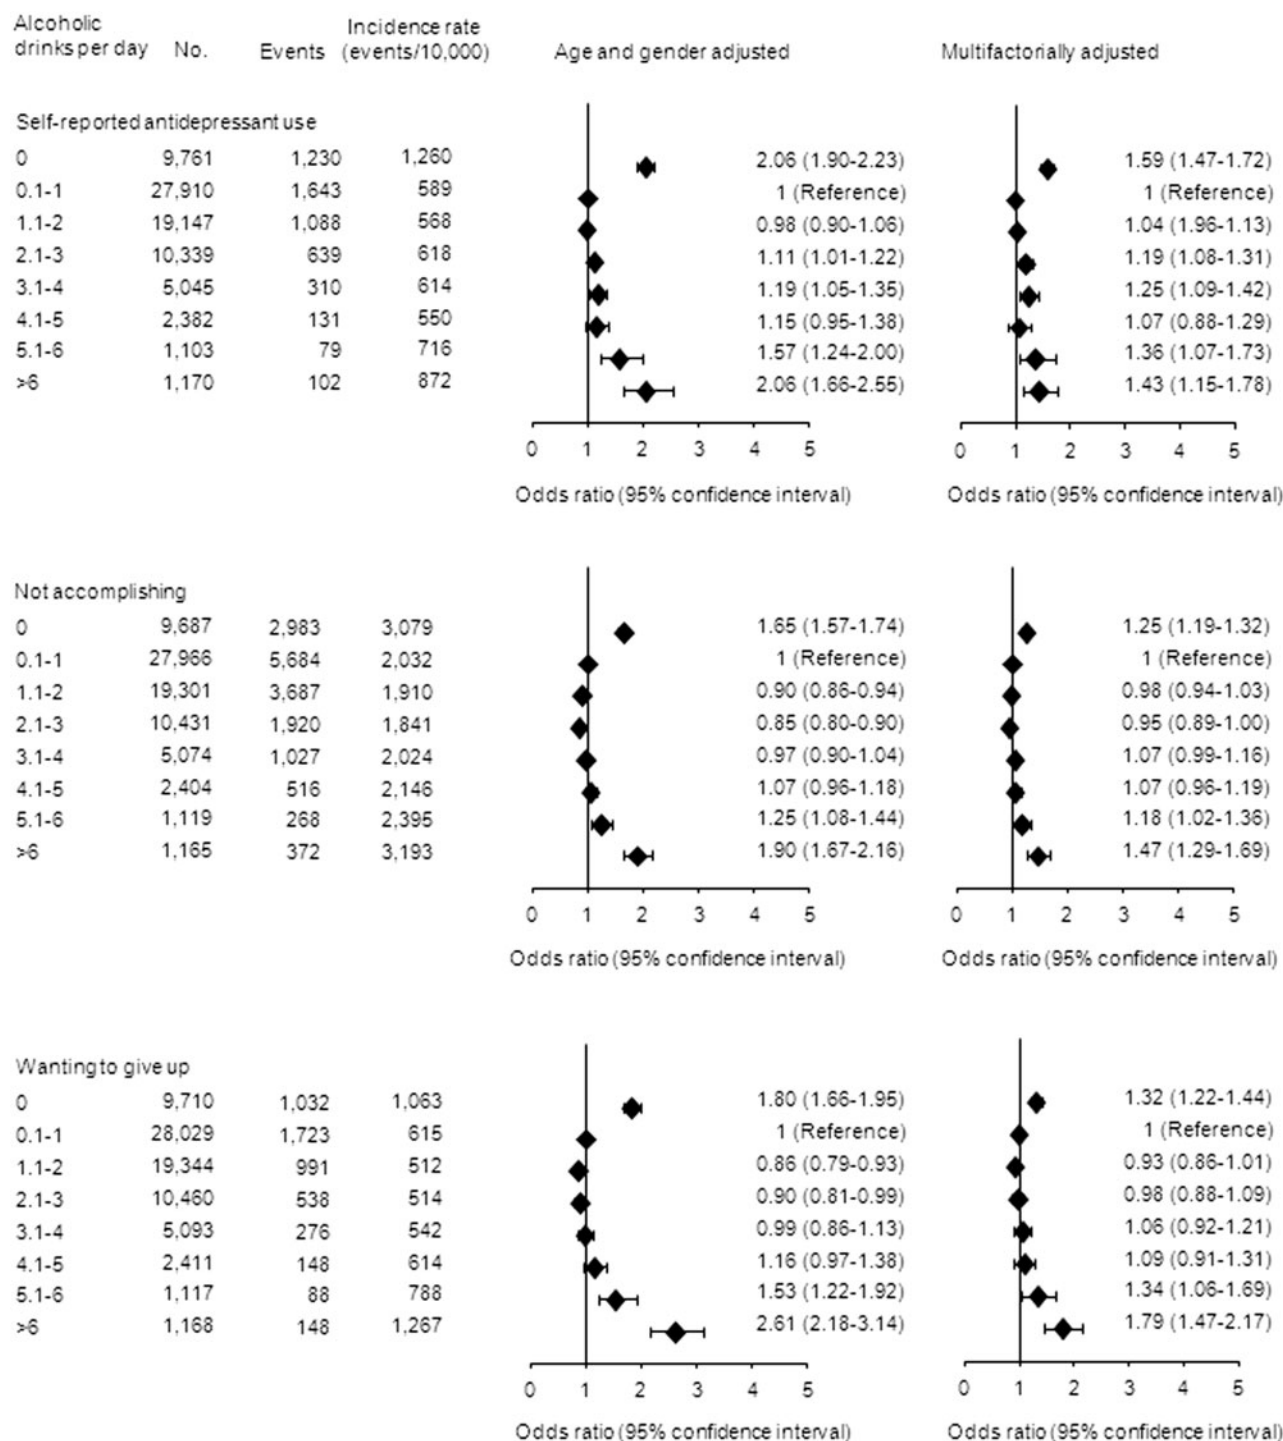 Alcoholic drinks per day No. Events Incidence rate (events/10,000) Age and gender adjusted Multifactorially adjusted
Self-reported antidepressant use
0 9,761 1,230 1,260 2.06 (1.90-2.23) 1.59 (1.47-1.72)
0.1-1 27,910 1,643 589 1 (Reference) 1 (Reference)
1.1-2 19,147 1,088 568 0.98 (0.90-1.06) 1.04 (1.96-1.13)
2.1-3 10,339 639 618 1.11 (1.01-1.22) 1.19 (1.08-1.31)
3.1-4 5,045 310 614 1.19 (1.05-1.35) 1.25 (1.09-1.42)
4.1-5 2,382 131 550 1.15 (0.95-1.38) 1.07 (0.88-1.29)
5.1-6 1,103 79 716 1.57 (1.24-2.00) 1.36 (1.07-1.73)
>6 1,170 102 872 2.06 (1.66-2.55) 1.43 (1.15-1.78)
0 1 2 3 4 5 0 1 2 3 4 5
Odds ratio (95% confidence interval) Odds ratio (95% confidence interval)
Not accomplishing
0 9,687 2,983 3,079 1.65 (1.57-1.74) 1.25 (1.19-1.32)
0.1-1 27,966 5,684 2,032 1 (Reference) 1 (Reference)
1.1-2 19,301 3,687 1,910 0.90 (0.86-0.94) 0.98 (0.94-1.03)
2.1-3 10,431 1,920 1,841 0.85 (0.80-0.90) 0.95 (0.89-1.00)
3.1-4 5,074 1,027 2,024 0.97 (0.90-1.04) 1.07 (0.99-1.16)
4.1-5 2,404 516 2,146 1.07 (0.96-1.18) 1.07 (0.96-1.19)
5.1-6 1,119 268 2,395 1.25 (1.08-1.44) 1.18 (1.02-1.36)
>6 1,165 372 3,193 1.90 (1.67-2.16) 1.47 (1.29-1.69)
0 1 2 3 4 5 0 1 2 3 4 5
Odds ratio (95% confidence interval) Odds ratio (95% confidence interval)
Wanting to give up
0 9,710 1,032 1,063 1.80 (1.66-1.95) 1.32 (1.22-1.44)
0.1-1 28,029 1,723 615 1 (Reference) 1 (Reference)
1.1-2 19,344 991 512 0.86 (0.79-0.93) 0.93 (0.86-1.01)
2.1-3 10,460 538 514 0.90 (0.81-0.99) 0.98 (0.88-1.09)
3.1-4 5,093 276 542 0.99 (0.86-1.13) 1.06 (0.92-1.21)
4.1-5 2,411 148 614 1.16 (0.97-1.38) 1.09 (0.91-1.31)
5.1-6 1,117 88 788 1.53 (1.22-1.92) 1.34 (1.06-1.69)
>6 1,168 148 1,267 2.61 (2.18-3.14) 1.79 (1.47-2.17)
0 1 2 3 4 5 0 1 2 3 4 5
Odds ratio (95% confidence interval) Odds ratio (95% confidence interval)